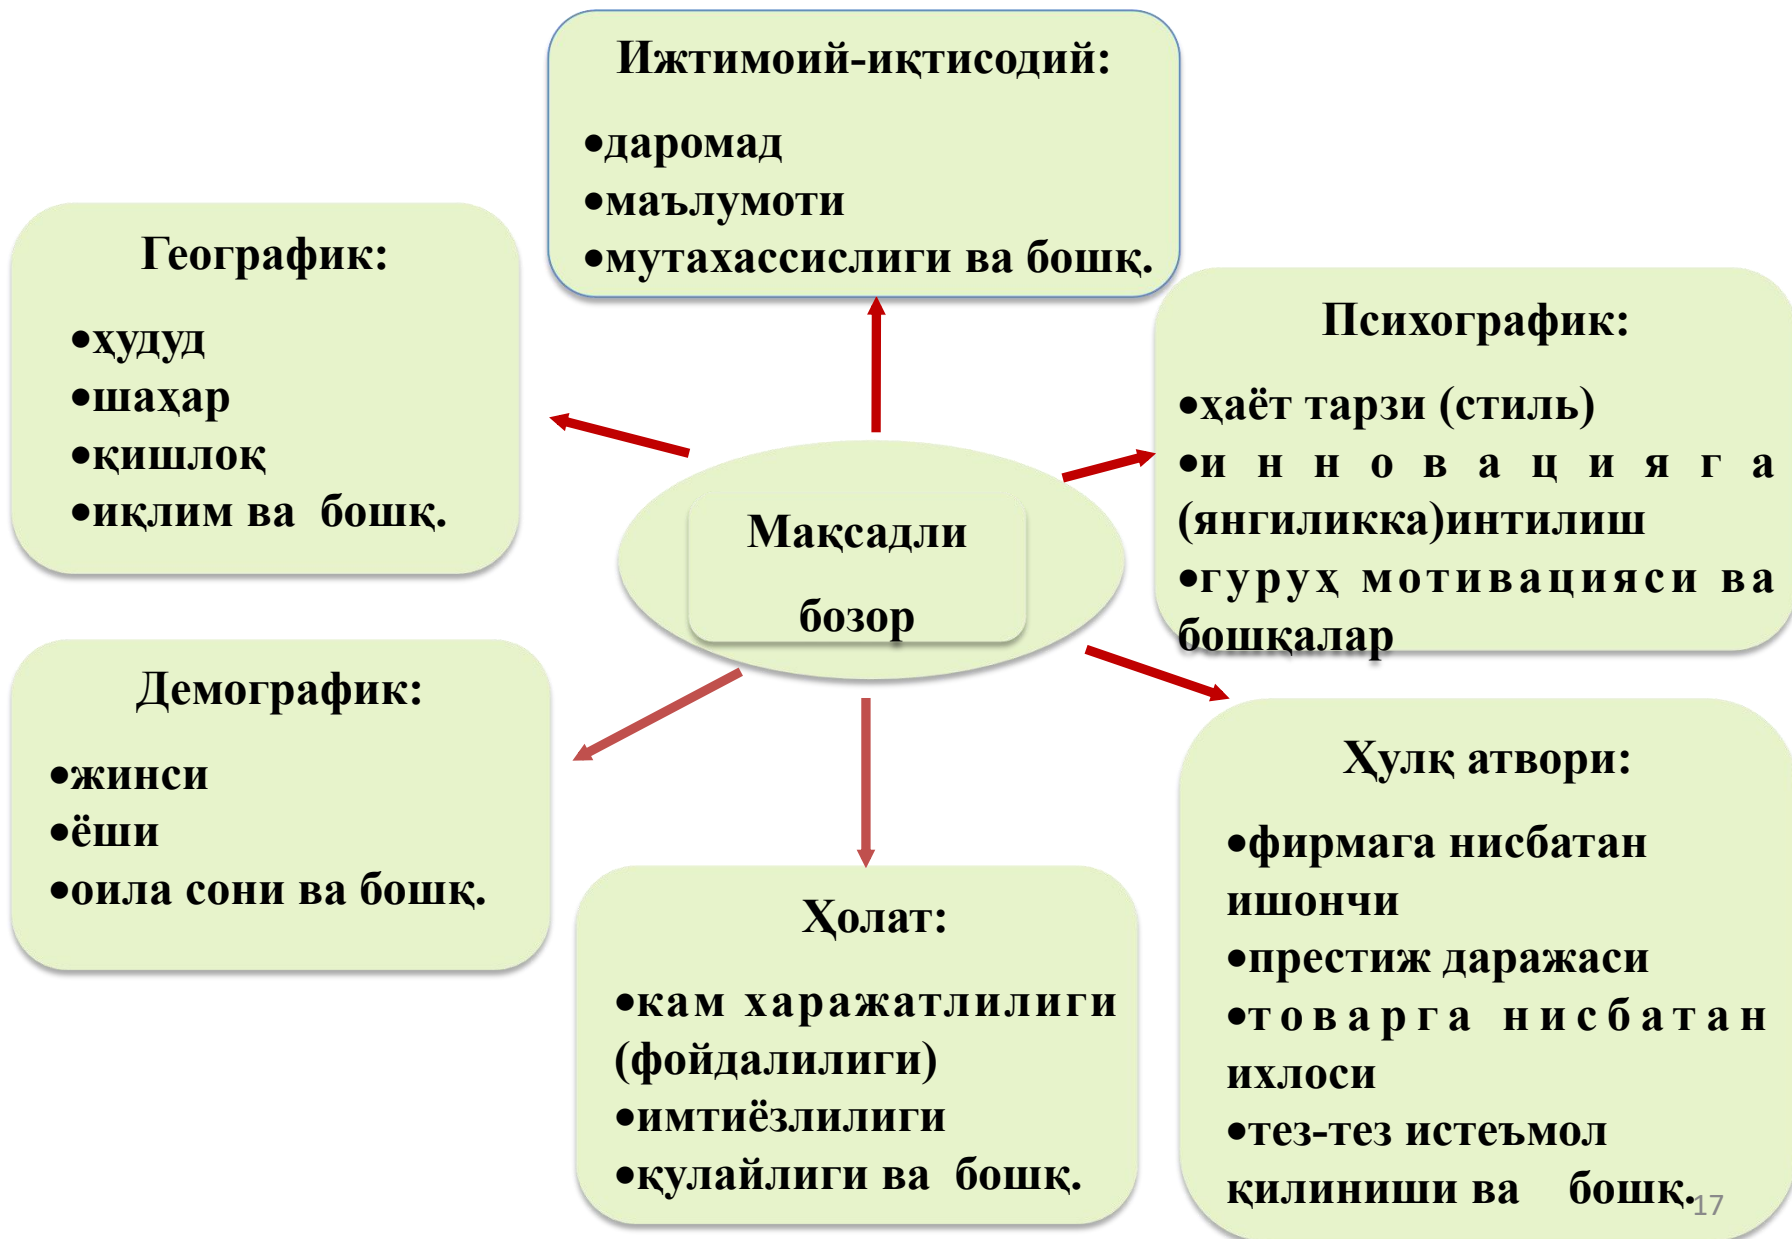 Ижтимоий-иқтисодий:
•даромад
•маълумоти
•мутахассислиги ва бошқ.
Географик:
•ҳудуд
•шаҳар
•қишлоқ
•иқлим ва бошқ.
Психографик:
•ҳаёт тарзи (стиль)
•инновацияга
(янгиликка)интилиш
•гуруҳ мотивацияси ва
бошқалар
Мақсадли
бозор
Демографик:
•жинси
•ёши
•оила сони ва бошқ.
Ҳолат:
•кам харажатлилиги
(фойдалилиги)
•имтиёзлилиги
•қулайлиги ва бошқ.
Ҳулқ атвори:
•фирмага нисбатан
ишончи
•престиж даражаси
•товарга нисбатан
ихлоси
•тез-тез истеъмол
қилиниши ва бошқ.
17